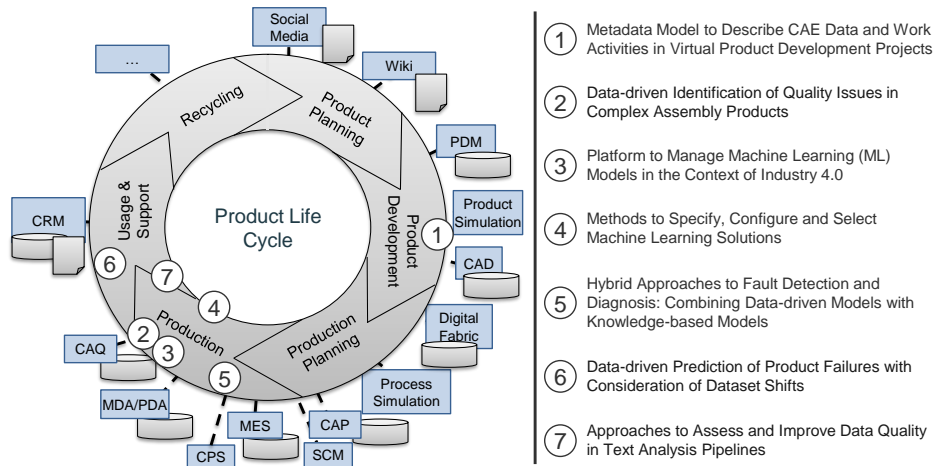 Social
Media
Wiki
PDM
Product
Simulation
CAD
Digital
Fabric
Process
Simulation
CAP
SCM
MES
CPS
MDA/PDA
CAQ
CRM
...
Recycling
Product
Planning
Product
Development
Production
Planning
Production
Usage &
Support
Product Life
Cycle
1
2
3
4
5
6
7
1
Metadata Model to Describe CAE Data and Work
Activities in Virtual Product Development Projects
2
Data-driven Identification of Quality Issues in
Complex Assembly Products
3
Platform to Manage Machine Learning (ML)
Models in the Context of Industry 4.0
4
Methods to Specify, Configure and Select
Machine Learning Solutions
5
Hybrid Approaches to Fault Detection and
Diagnosis: Combining Data-driven Models with
Knowledge-based Models
6
Data-driven Prediction of Product Failures with
Consideration of Dataset Shifts
7
Approaches to Assess and Improve Data Quality
in Text Analysis Pipelines